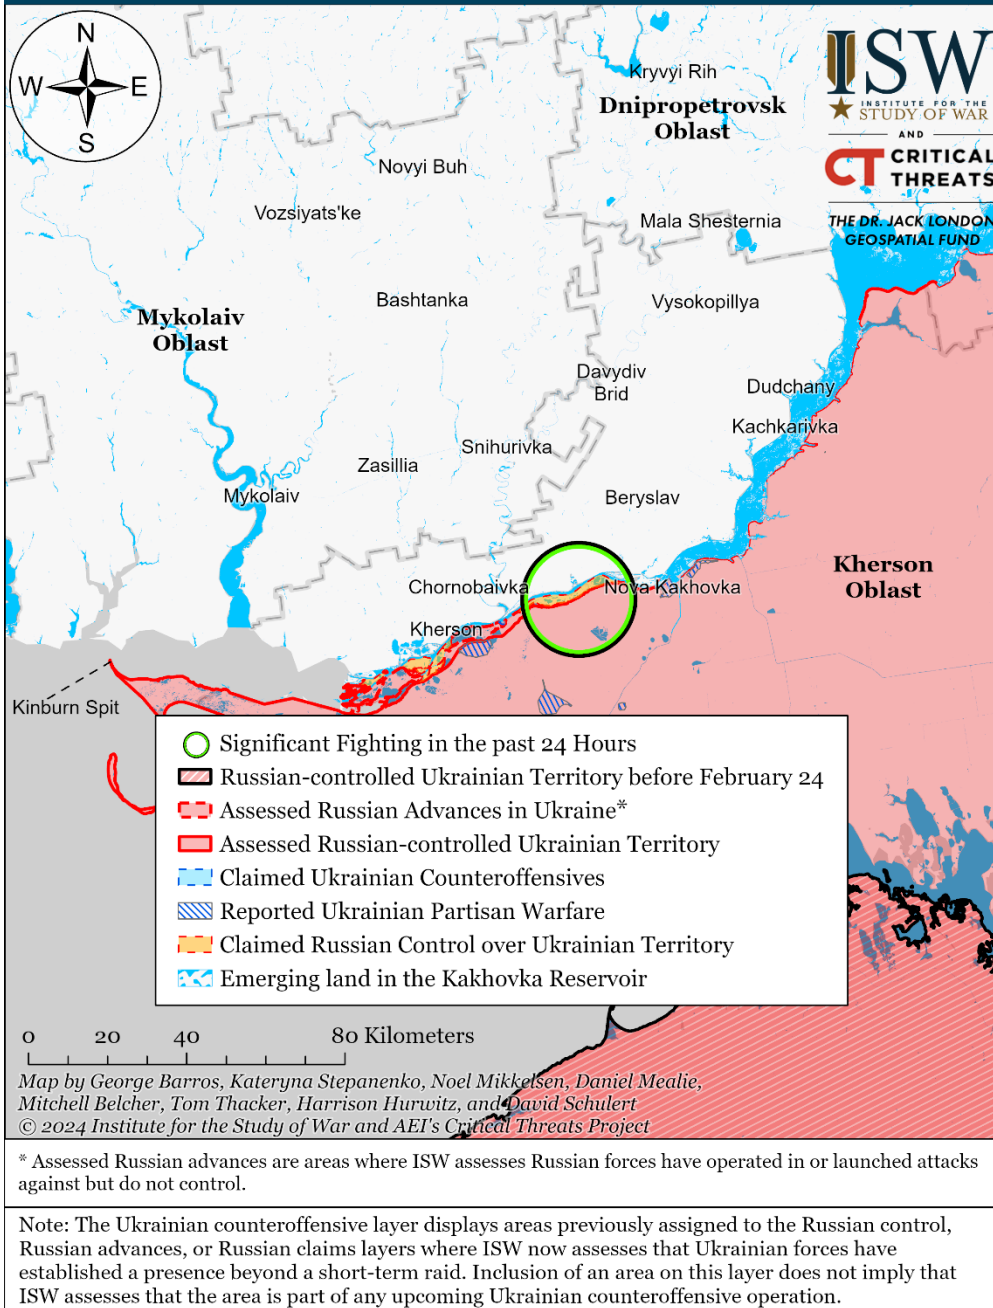 N
W E
S
ISW
INSTITUTE FOR THE
STUDY OF WAR
AND
CT CRITICAL
THREATS
THE DR. JACK LONDON
GEOSPATIAL FUND
Kryvyi Rih
Dnipropetrovsk
Oblast
Novyi Buh
Vozsiyats'ke
Mala Shesternia
Bashtanka
Vysokopillya
Mykolaiv
Oblast
Davydiv
Brid
Dudchany
Kachkarivka
Snihurivka
Zasillia
Mykolaiv
Beryslav
Kherson
Oblast
Chornobaivka
Nova Kakhovka
Kherson
Kinburn Spit
Significant Fighting in the past 24 Hours
Russian-controlled Ukrainian Territory before February 24
Assessed Russian Advances in Ukraine*
Assessed Russian-controlled Ukrainian Territory
Claimed Ukrainian Counteroffensives
Reported Ukrainian Partisan Warfare
Claimed Russian Control over Ukrainian Territory
Emerging land in the Kakhovka Reservoir
0 20 40 80 Kilometers
Map by George Barros, Kateryna Stepanenko, Noel Mikkelsen, Daniel Mealie,
Mitchell Belcher, Tom Thacker, Harrison Hurwitz, and David Schulert
© 2024 Institute for the Study of War and AEI's Critical Threats Project
* Assessed Russian advances are areas where ISW assesses Russian forces have operated in or launched attacks
against but do not control.
Note: The Ukrainian counteroffensive layer displays areas previously assigned to the Russian control,
Russian advances, or Russian claims layers where ISW now assesses that Ukrainian forces have
established a presence beyond a short-term raid. Inclusion of an area on this layer does not imply that
ISW assesses that the area is part of any upcoming Ukrainian counteroffensive operation.